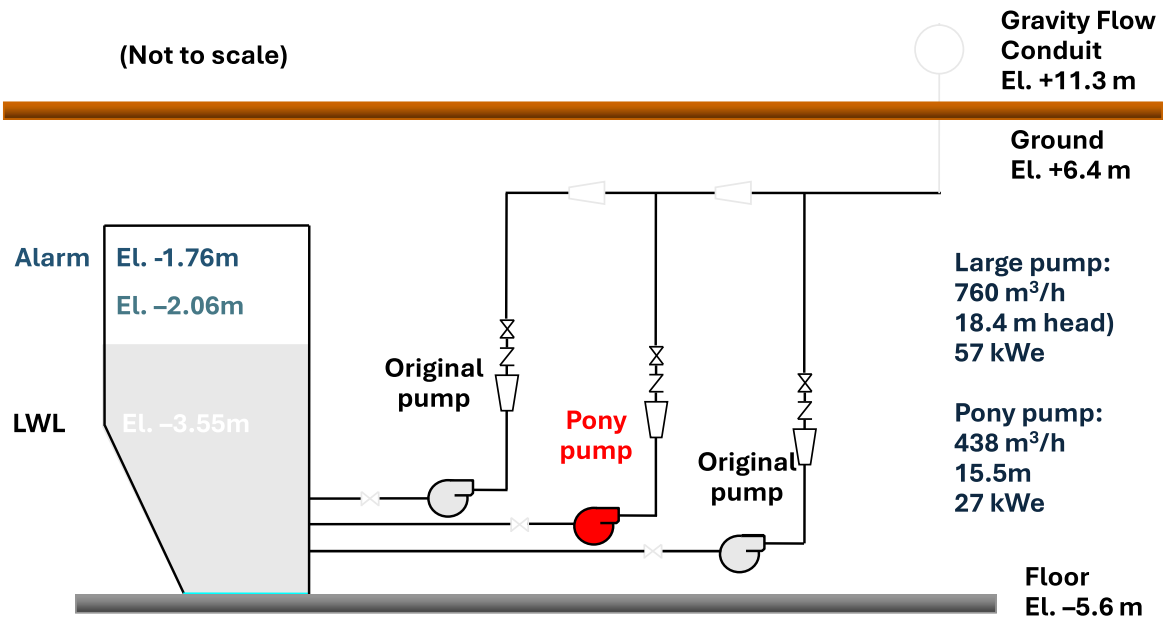 (Not to scale)
Gravity Flow
Conduit
El. +11.3 m
Ground
El. +6.4 m
Alarm
El. -1.76m
El. –2.06m
LWL
El. –3.55m
Original
pump
Pony
pump
Original
pump
Large pump:
760 m³/h
18.4 m head)
57 kWe
Pony pump:
438 m³/h
15.5m
27 kWe
Floor
El. –5.6 m